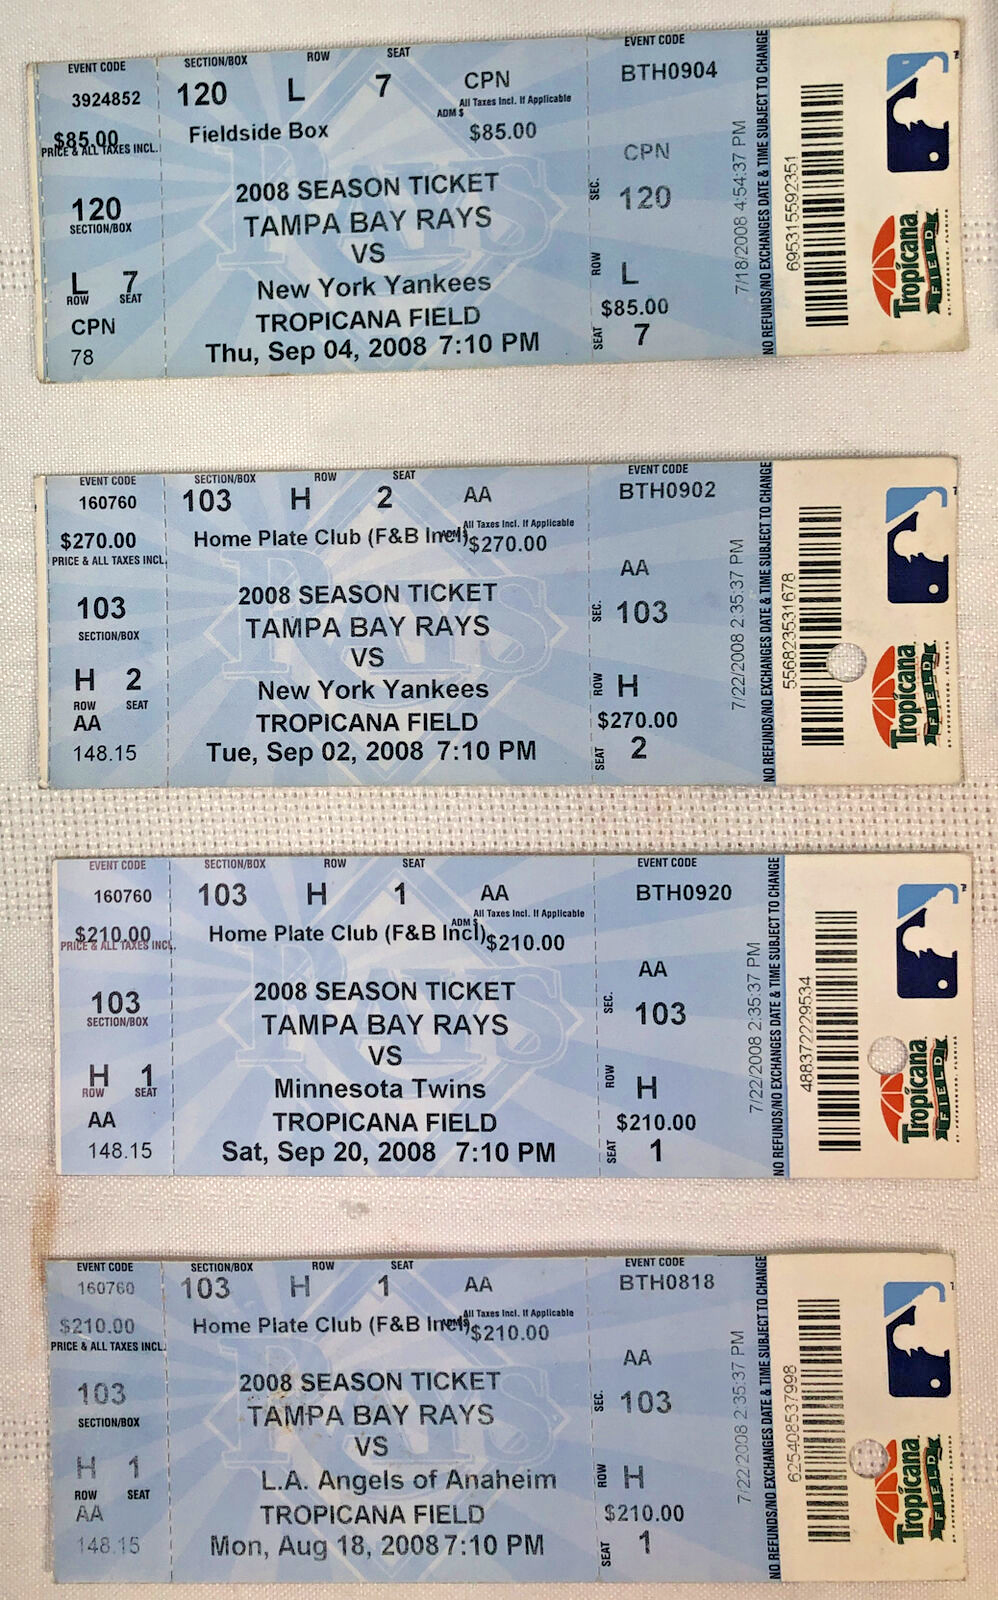 EVENT CODE SECTION/BOX ROW SEAT EVENT CODE
3924852 120 L 7 CPN BTH0904
All Taxes Incl. If Applicable
ADM $
$85.00 Fieldside Box $85.00
PRICE & ALL TAXES INCL.
CPN
120 2008 SEASON TICKET SEC. 120
SECTION/BOX TAMPA BAY RAYS
VS
L 7 New York Yankees ROW L
ROW SEAT $85.00
CPN TROPICANA FIELD SEAT 7
78 Thu, Sep 04, 2008 7:10 PM
7/18/2008 4:54:37 PM
NO REFUNDS/NO EXCHANGES DATE & TIME SUBJECT TO CHANGE
695315592351
Tropicana
FIELD
ST. PETERSBURG, FLORIDA
EVENT CODE SECTION/BOX ROW SEAT EVENT CODE
160760 103 H 2 AA BTH0902
All Taxes Incl. If Applicable
$270.00 Home Plate Club (F&B Incl) ADM $ $270.00
PRICE & ALL TAXES INCL.
AA
103 2008 SEASON TICKET SEC. 103
SECTION/BOX TAMPA BAY RAYS
VS
H 2 New York Yankees ROW H
ROW SEAT
AA TROPICANA FIELD $270.00
148.15 Tue, Sep 02, 2008 7:10 PM SEAT 2
7/22/2008 2:35:37 PM
NO REFUNDS/NO EXCHANGES DATE & TIME SUBJECT TO CHANGE
556823531678
Tropicana
FIELD
ST. PETERSBURG, FLORIDA
EVENT CODE SECTION/BOX ROW SEAT EVENT CODE
160760 103 H 1 AA BTH0920
All Taxes Incl. If Applicable
ADM $
$210.00 Home Plate Club (F&B Incl) $210.00
PRICE & ALL TAXES INCL.
AA
103 2008 SEASON TICKET SEC. 103
SECTION/BOX TAMPA BAY RAYS
VS
H 1 Minnesota Twins ROW H
ROW SEAT
AA TROPICANA FIELD $210.00
148.15 Sat, Sep 20, 2008 7:10 PM SEAT 1
7/22/2008 2:35:37 PM
NO REFUNDS/NO EXCHANGES DATE & TIME SUBJECT TO CHANGE
488372229534
Tropicana
FIELD
ST. PETERSBURG, FLORIDA
EVENT CODE SECTION/BOX ROW SEAT EVENT CODE
160760 103 H 1 AA BTH0818
All Taxes Incl. If Applicable
$210.00 Home Plate Club (F&B Incl) ADM $ $210.00
PRICE & ALL TAXES INCL.
AA
103 2008 SEASON TICKET SEC. 103
SECTION/BOX TAMPA BAY RAYS
VS
H 1 L.A. Angels of Anaheim ROW H
ROW SEAT
AA TROPICANA FIELD $210.00
148.15 Mon, Aug 18, 2008 7:10 PM SEAT 1
7/22/2008 2:35:37 PM
NO REFUNDS/NO EXCHANGES DATE & TIME SUBJECT TO CHANGE
625408537998
Tropicana
FIELD
ST. PETERSBURG, FLORIDA